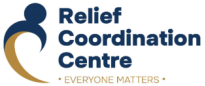 Relief
Coordination
Centre
• EVERYONE MATTERS •